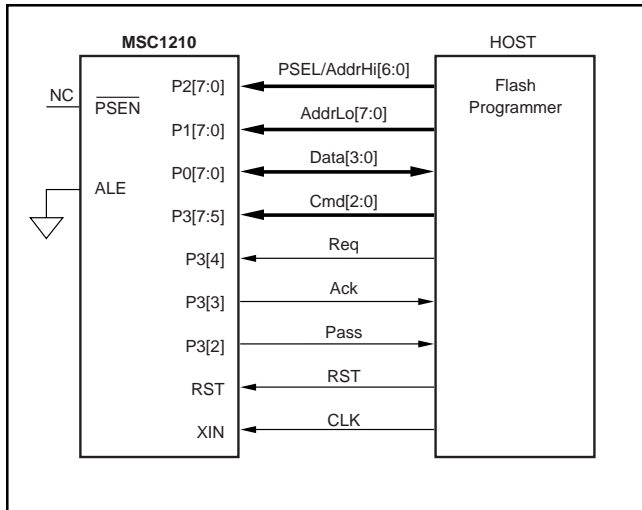 MSC1210 HOST
NC PSEN P2[7:0] PSEL/AddrHi[6:0] Flash
Programmer
P1[7:0] AddrLo[7:0]
ALE P0[7:0] Data[3:0]
P3[7:5] Cmd[2:0]
P3[4] Req
P3[3] Ack
P3[2] Pass
RST RST
XIN CLK